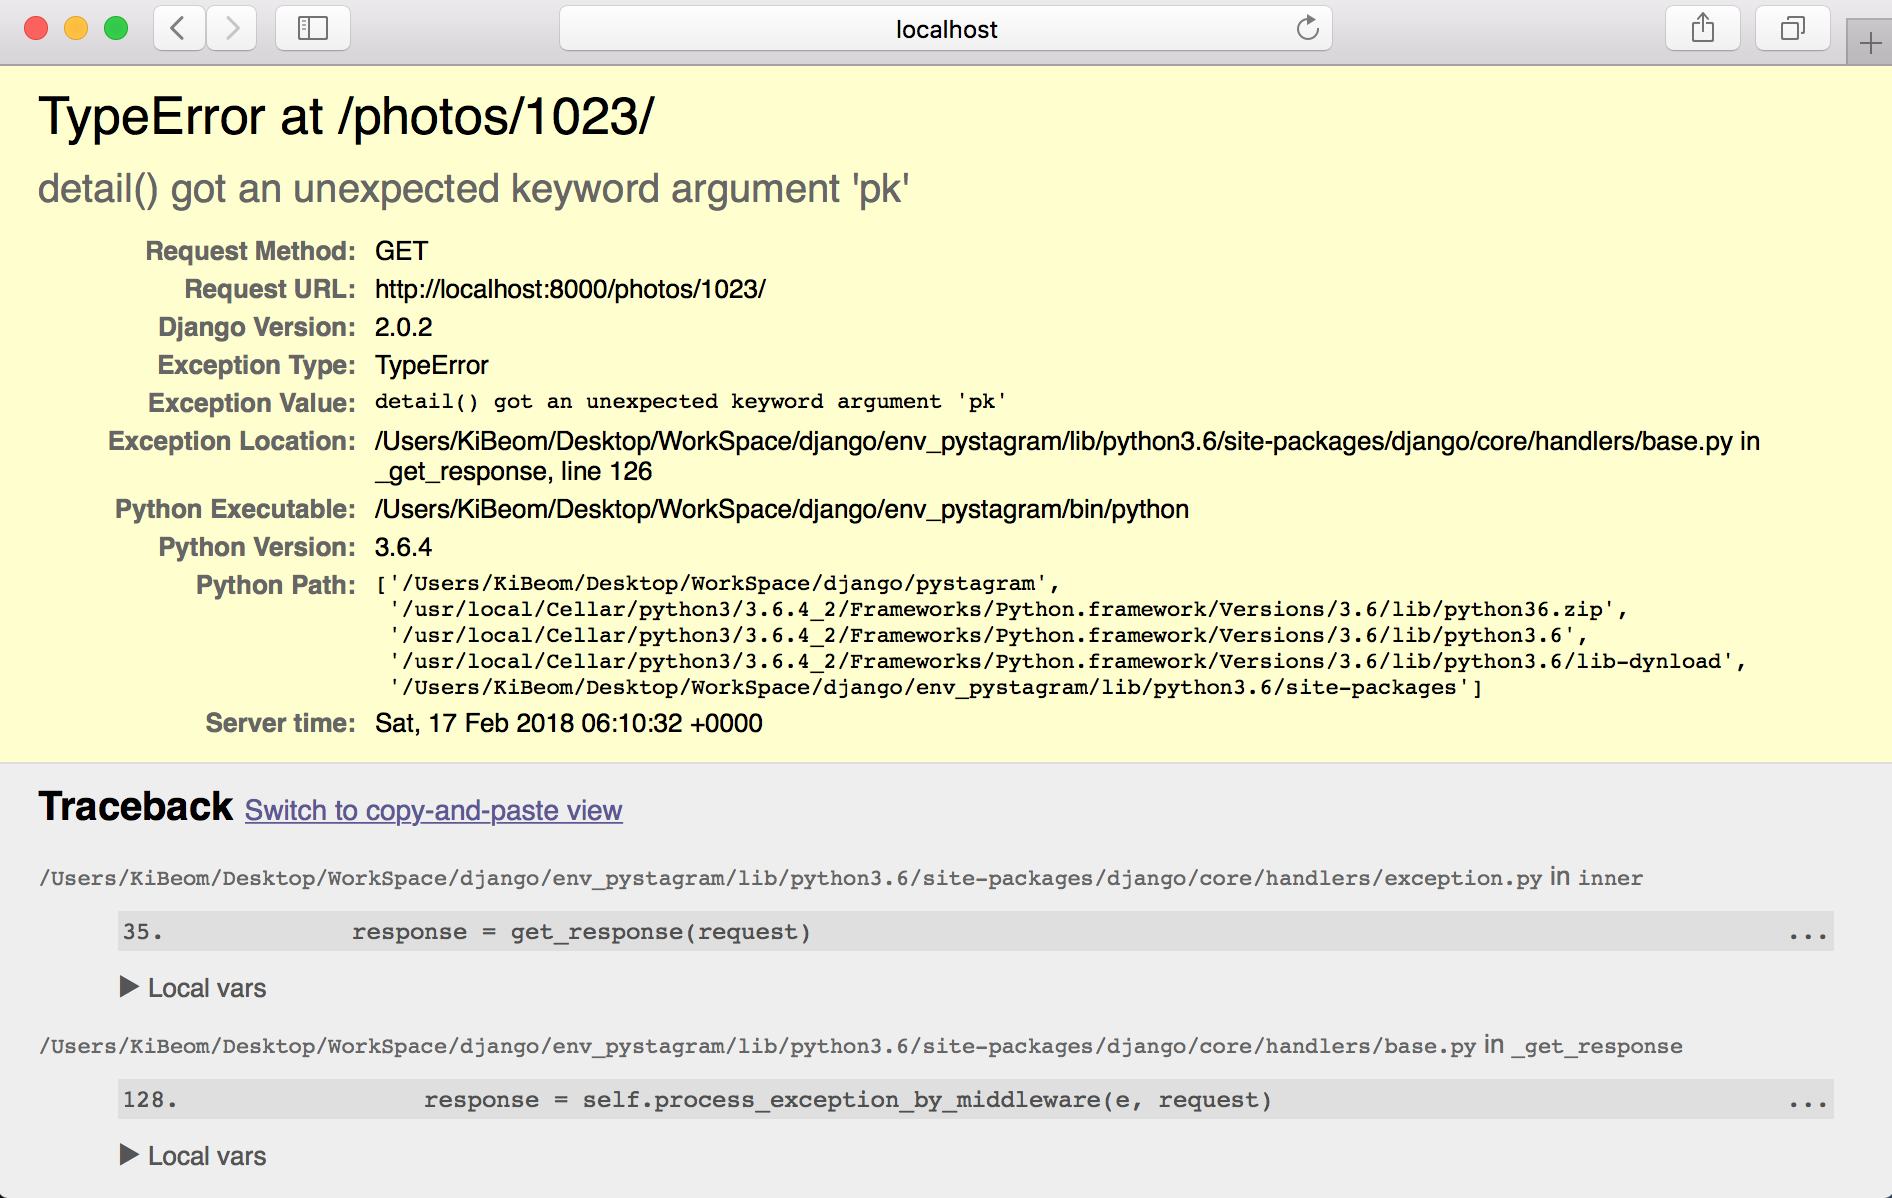 localhost
TypeError at /photos/1023/
detail() got an unexpected keyword argument 'pk'
Request Method: GET
Request URL: http://localhost:8000/photos/1023/
Django Version: 2.0.2
Exception Type: TypeError
Exception Value: detail() got an unexpected keyword argument 'pk'
Exception Location: /Users/KiBeom/Desktop/WorkSpace/django/env_pystagram/lib/python3.6/site-packages/django/core/handlers/base.py in
_get_response, line 126
Python Executable: /Users/KiBeom/Desktop/WorkSpace/django/env_pystagram/bin/python
Python Version: 3.6.4
Python Path: ['/Users/KiBeom/Desktop/WorkSpace/django/pystagram',
'/usr/local/Cellar/python3/3.6.4_2/Frameworks/Python.framework/Versions/3.6/lib/python36.zip',
'/usr/local/Cellar/python3/3.6.4_2/Frameworks/Python.framework/Versions/3.6/lib/python3.6',
'/usr/local/Cellar/python3/3.6.4_2/Frameworks/Python.framework/Versions/3.6/lib/python3.6/lib-dynload',
'/Users/KiBeom/Desktop/WorkSpace/django/env_pystagram/lib/python3.6/site-packages']
Server time: Sat, 17 Feb 2018 06:10:32 +0000
Traceback Switch to copy-and-paste view
/Users/KiBeom/Desktop/WorkSpace/django/env_pystagram/lib/python3.6/site-packages/django/core/handlers/exception.py in inner
35. response = get_response(request) ...
▶ Local vars
/Users/KiBeom/Desktop/WorkSpace/django/env_pystagram/lib/python3.6/site-packages/django/core/handlers/base.py in _get_response
128. response = self.process_exception_by_middleware(e, request) ...
▶ Local vars